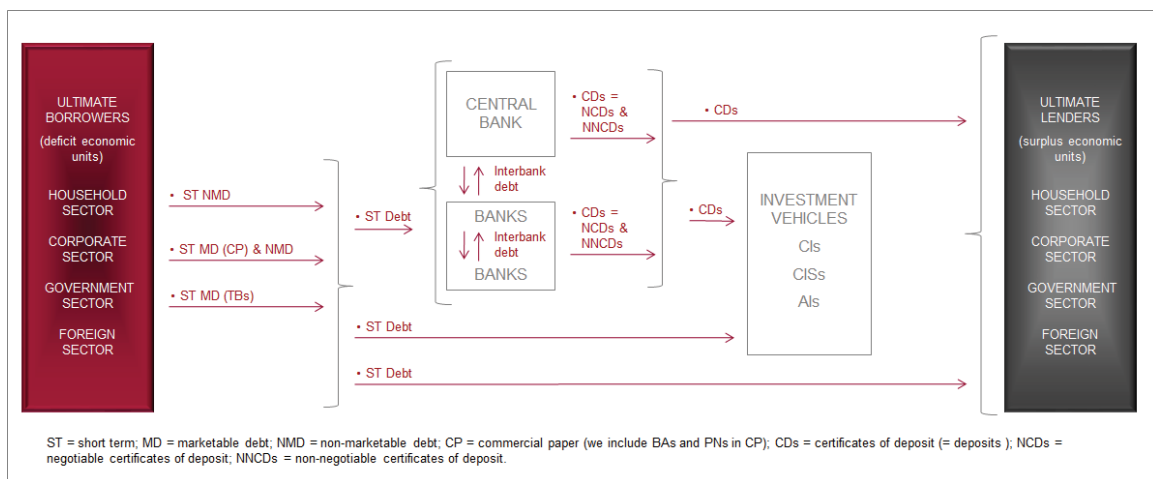 ULTIMATE
BORROWERS
(deficit economic
units)
HOUSEHOLD
SECTOR
CORPORATE
SECTOR
GOVERNMENT
SECTOR
FOREIGN
SECTOR
• ST NMD
• ST MD (CP) & NMD
• ST MD (TBs)
• ST Debt
CENTRAL
BANK
Interbank
debt
BANKS
Interbank
debt
BANKS
• CDs =
NCDs &
NNCDs
• CDs =
NCDs &
NNCDs
• CDs
• CDs
INVESTMENT
VEHICLES
CIs
CISs
AIs
• ST Debt
• ST Debt
ULTIMATE
LENDERS
(surplus economic
units)
HOUSEHOLD
SECTOR
CORPORATE
SECTOR
GOVERNMENT
SECTOR
FOREIGN
SECTOR
ST = short term; MD = marketable debt; NMD = non-marketable debt; CP = commercial paper (we include BAs and PNs in CP); CDs = certificates of deposit (= deposits ); NCDs =
negotiable certificates of deposit; NNCDs = non-negotiable certificates of deposit.